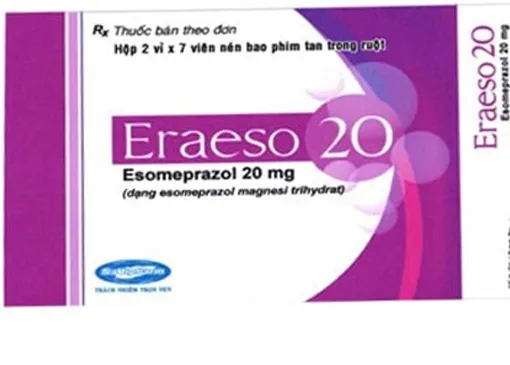 Rx Thuốc bán theo đơn
Hộp 2 vỉ x 7 viên nén bao phim tan trong ruột
Eraeso 20
Esomeprazol 20 mg
(dạng esomeprazol magnesi trihydrat)
Savipharm
Eraeso 20
Esomeprazol 20 mg